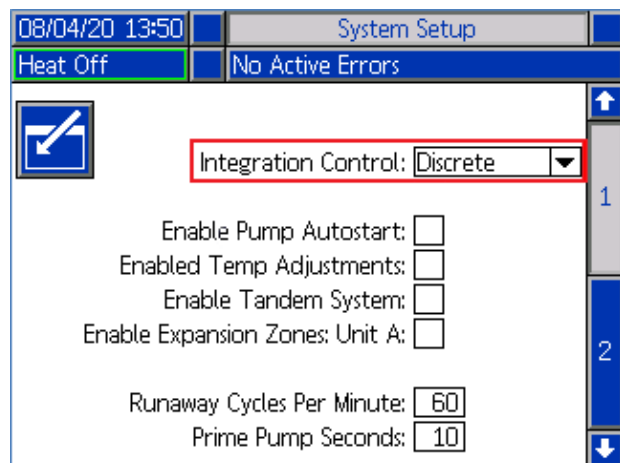 08/04/20 13:50 System Setup
Heat Off No Active Errors
Integration Control: Discrete
1
Enable Pump Autostart:
Enabled Temp Adjustments:
Enable Tandem System:
Enable Expansion Zones: Unit A:
2
Runaway Cycles Per Minute: 60
Prime Pump Seconds: 10